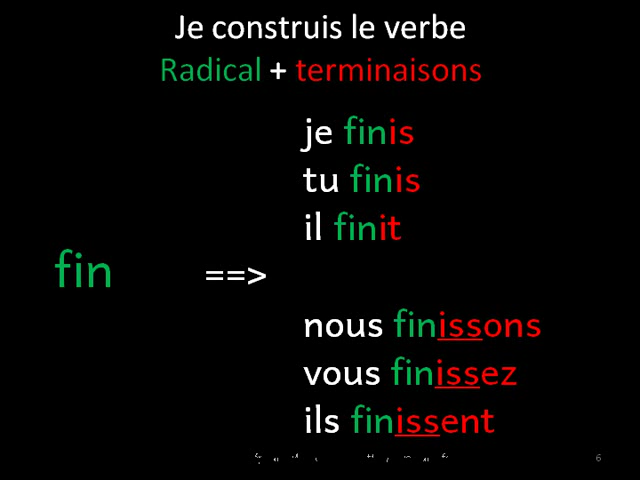 Je construis le verbe
Radical + terminaisons
je finis
tu finis
il finit
fin ==>
nous finissons
vous finissez
ils finissent
6